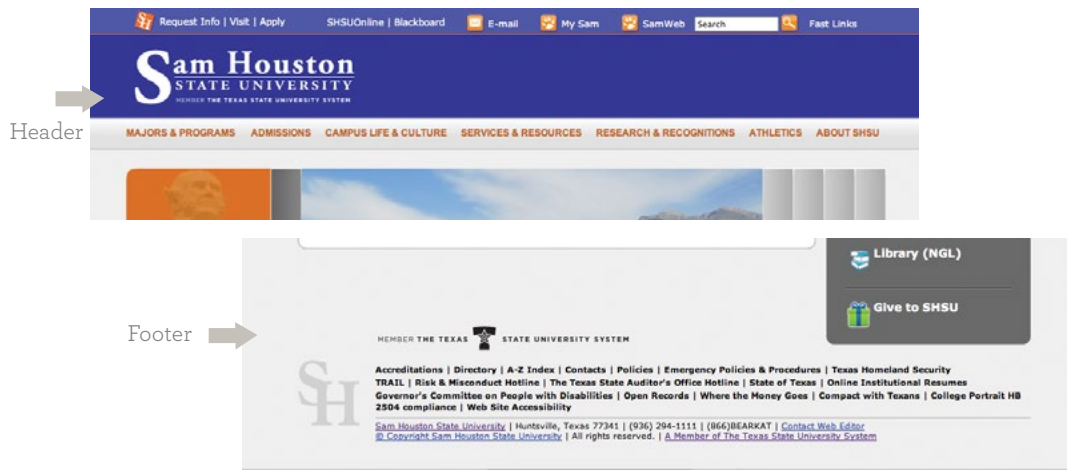 Request Info | Visit | Apply SHSUOnline | Blackboard E-mail My Sam SamWeb Search Fast Links
Sam Houston
STATE UNIVERSITY
MEMBER THE TEXAS STATE UNIVERSITY SYSTEM
Header
MAJORS & PROGRAMS ADMISSIONS CAMPUS LIFE & CULTURE SERVICES & RESOURCES RESEARCH & RECOGNITIONS ATHLETICS ABOUT SHSU
Library (NGL)
Give to SHSU
Footer
MEMBER THE TEXAS STATE UNIVERSITY SYSTEM
SH
Accreditations | Directory | A-Z Index | Contacts | Policies | Emergency Policies & Procedures | Texas Homeland Security
TRAIL | Risk & Misconduct Hotline | The Texas State Auditor's Office Hotline | State of Texas | Online Institutional Resumes
Governor's Committee on People with Disabilities | Open Records | Where the Money Goes | Compact with Texans | College Portrait HB
2504 compliance | Web Site Accessibility
Sam Houston State University | Huntsville, Texas 77341 | (936) 294-1111 | (866)BEARKAT | Contact Web Editor
© Copyright Sam Houston State University | All rights reserved. | A Member of The Texas State University System